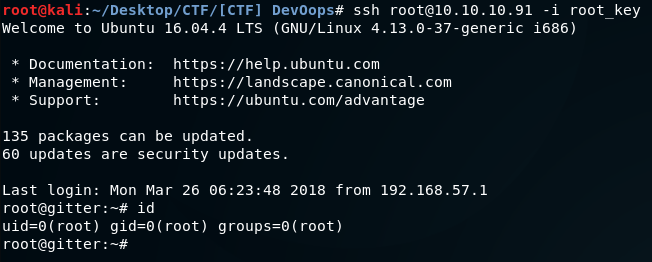 root@kali:~/Desktop/CTF/[CTF] DevOops# ssh root@10.10.10.91 -i root_key
Welcome to Ubuntu 16.04.4 LTS (GNU/Linux 4.13.0-37-generic i686)
* Documentation:  https://help.ubuntu.com
* Management:     https://landscape.canonical.com
* Support:        https://ubuntu.com/advantage
135 packages can be updated.
60 updates are security updates.
Last login: Mon Mar 26 06:23:48 2018 from 192.168.57.1
root@gitter:~# id
uid=0(root) gid=0(root) groups=0(root)
root@gitter:~#